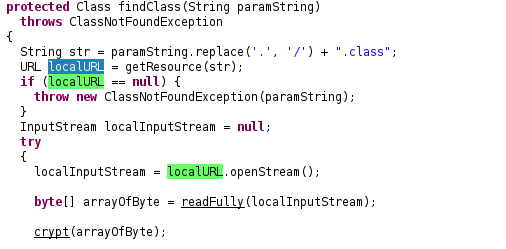 protected Class findClass(String paramString)
  throws ClassNotFoundException
{
  String str = paramString.replace('.', '/') + ".class";
  URL localURL = getResource(str);
  if (localURL == null) {
    throw new ClassNotFoundException(paramString);
  }
  InputStream localInputStream = null;
  try
  {
    localInputStream = localURL.openStream();
    byte[] arrayOfByte = readFully(localInputStream);
    crypt(arrayOfByte);